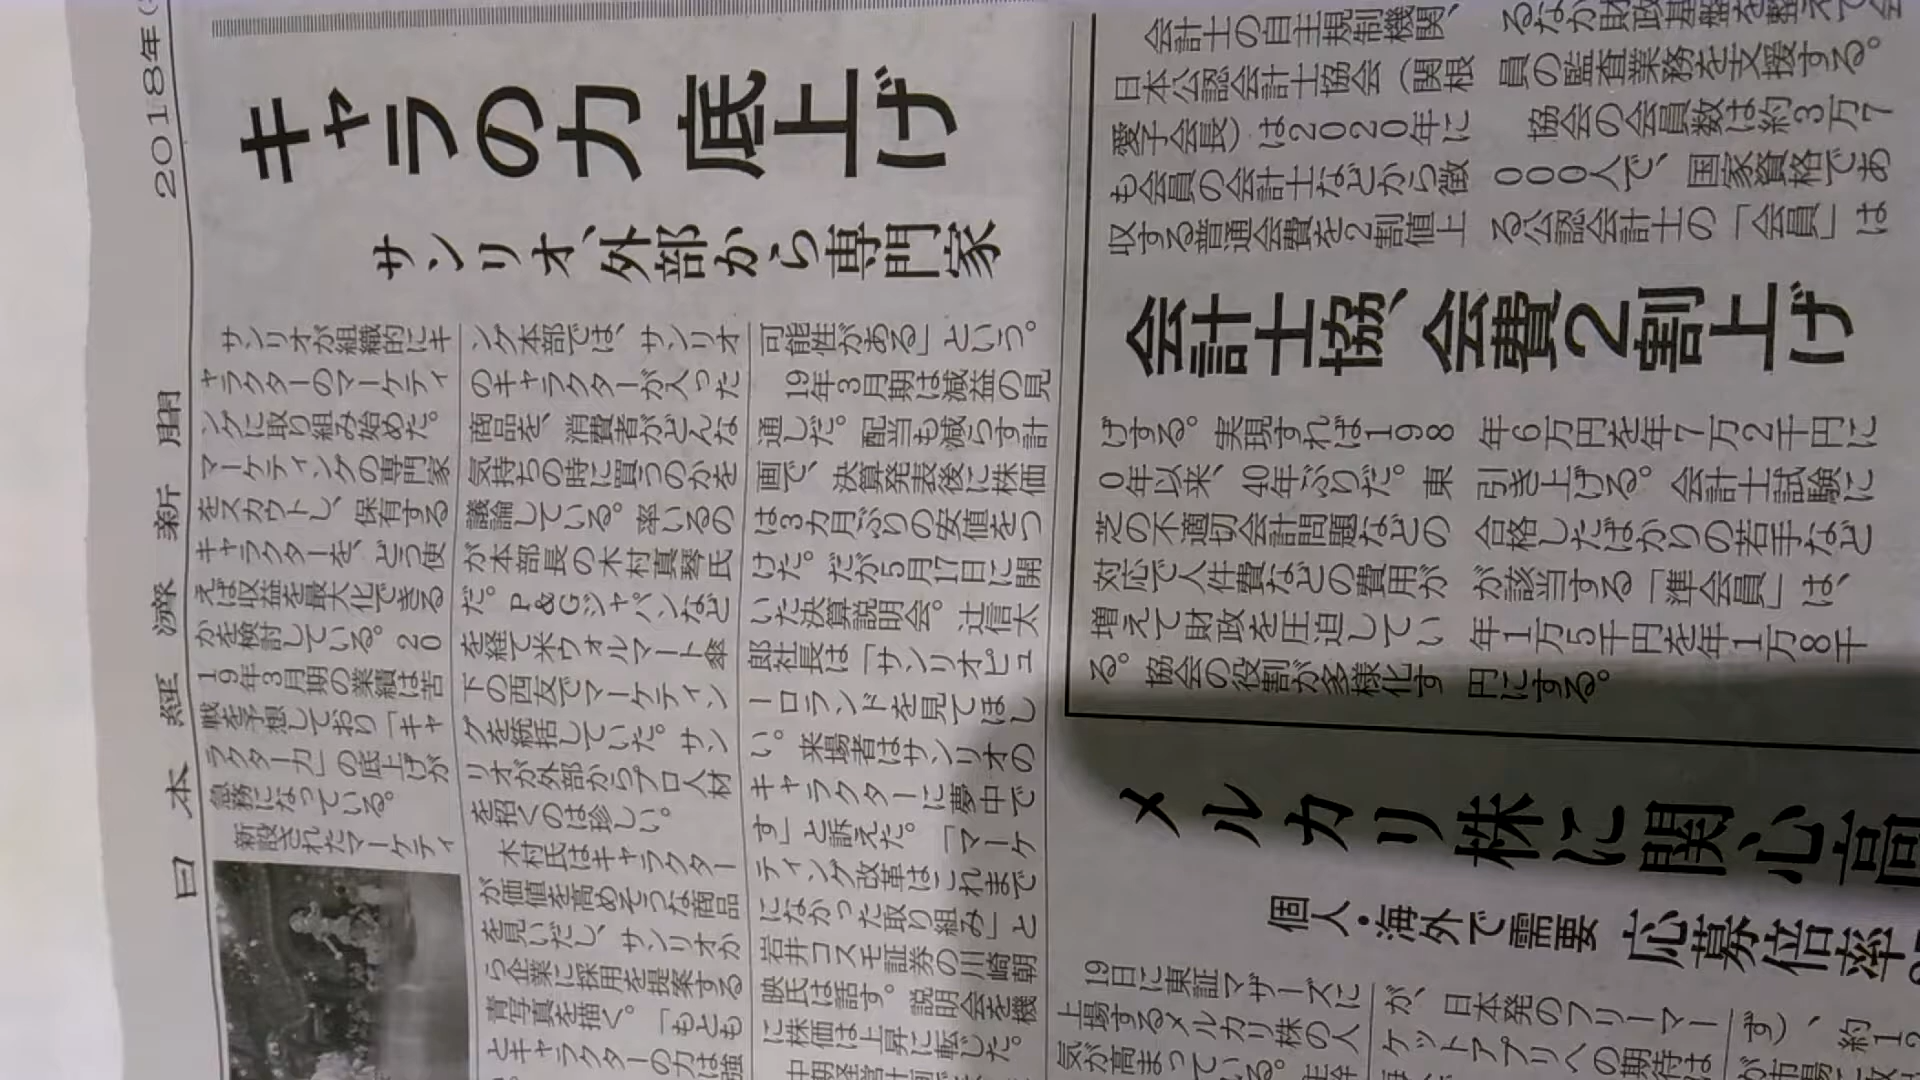 2018年
日本経済新聞
キャラの力 底上げ
サンリオ、外部から専門家
サンリオが組織的にキ
ャラクターのマーケティ
ングに取り組み始めた。
マーケティングの専門家
をスカウトし、保有する
キャラクターを、どう使
えば収益を最大化できる
かを検討している。20
19年3月期の業績は苦
戦を予想しており「キャ
ラクター力」の底上げが
急務になっている。
新設されたマーケティ
ング本部では、サンリオ
のキャラクターが入った
商品を、消費者がどんな
気持ちの時に買うのかを
議論している。率いるの
が本部長の木村真琴氏
だ。P&Gジャパンなど
を経て米ウォルマート傘
下の西友でマーケティン
グを統括していた。サン
リオが外部からプロ人材
を招くのは珍しい。
木村氏はキャラクター
が価値を高めそうな商品
を見いだし、サンリオか
ら企業に採用を提案する
青写真を描く。「もとも
とキャラクターの力は強
可能性がある」という。
19年3月期は減益の見
通しだ。配当も減らす計
画で、決算発表後に株価
は3カ月ぶりの安値をつ
けた。だが5月17日に開
いた決算説明会。辻信太
郎社長は「サンリオピュ
ーロランドを見てほし
い。来場者はサンリオの
キャラクターに夢中で
す」と訴えた。「マーケ
ティング改革はこれまで
になかった取り組み」と
岩井コスモ証券の川崎朝
映氏は話す。説明会を機
に株価は上昇に転じた。
会計士協、会費2割上げ
会計士の自主規制機関、
日本公認会計士協会(関根
愛子会長)は2020年に
も会員の会計士などから徴
収する普通会費を2割値上
げする。実現すれば198
0年以来、40年ぶりだ。東
芝の不適切会計問題などの
対応で人件費などの費用が
増えて財政を圧迫してい
る。協会の役割が多様化す
るなか財政基盤を整えて会
員の監査業務を支援する。
協会の会員数は約3万7
000人で、国家資格であ
る公認会計士の「会員」は
年6万円を年7万2千円に
引き上げる。会計士試験に
合格したばかりの若手など
が該当する「準会員」は、
年1万5千円を年1万8千
円にする。
メルカリ株に関心高
個人・海外で需要 応募倍率
19日に東証マザーズに
上場するメルカリ株の人
気が高まっている。
が、日本発のフリーマー
ケットアプリへの期待は